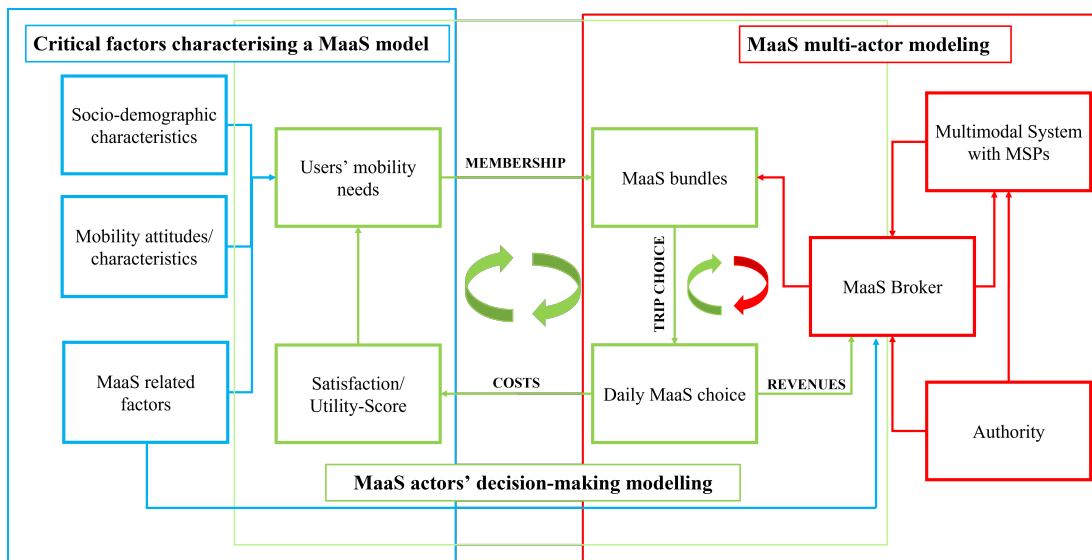 Critical factors characterising a MaaS model
MaaS multi-actor modeling
Socio-demographic
characteristics
Multimodal System
with MSPs
Users’ mobility
needs
MEMBERSHIP
MaaS bundles
Mobility attitudes/
characteristics
TRIP CHOICE
MaaS Broker
MaaS related
factors
Satisfaction/
Utility-Score
COSTS
Daily MaaS choice
REVENUES
Authority
MaaS actors’ decision-making modelling